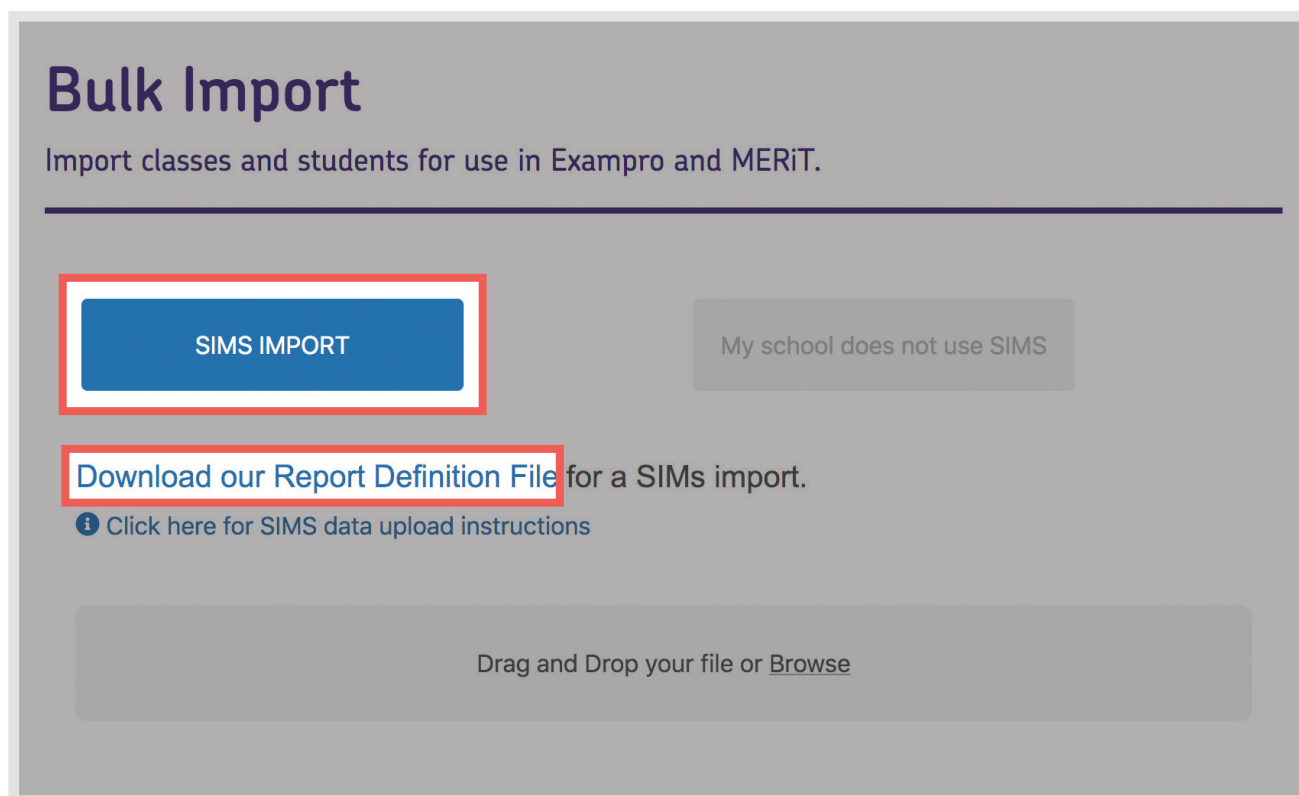 Bulk Import
Import classes and students for use in Exampro and MERiT.
SIMS IMPORT
My school does not use SIMS
Download our Report Definition File for a SIMs import.
Click here for SIMS data upload instructions
Drag and Drop your file or Browse